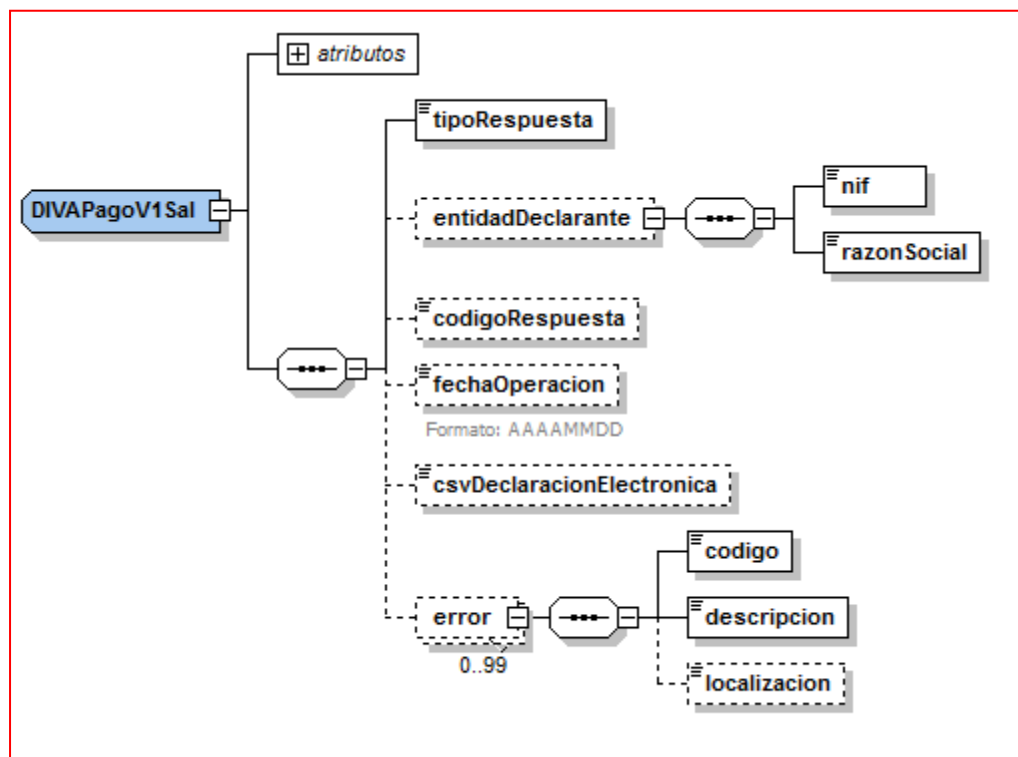 atributos
tipoRespuesta
DIVAPagoV1Sal
entidadDeclarante
nif
razonSocial
codigoRespuesta
fechaOperacion
Formato: AAAAMMDD
csvDeclaracionElectronica
error
0..99
codigo
descripcion
localizacion